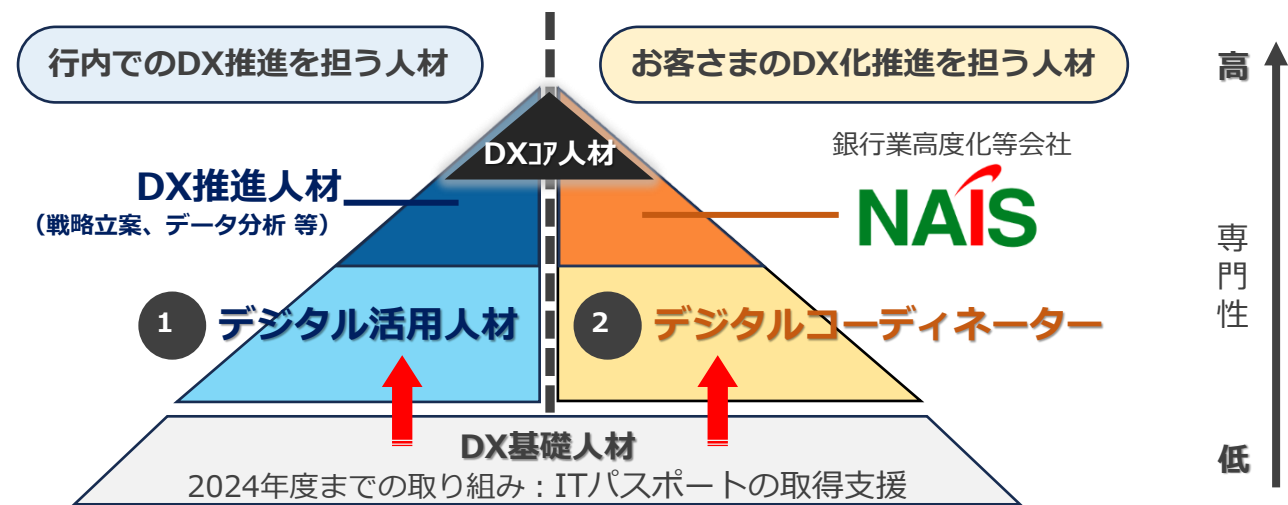 行内でのDX推進を担う人材
お客さまのDX化推進を担う人材
高
DXｺｱ人材
銀行業高度化等会社
NAiS
DX推進人材
（戦略立案、データ分析 等）
専門性
1 デジタル活用人材
2 デジタルコーディネーター
DX基礎人材
2024年度までの取り組み：ITパスポートの取得支援
低